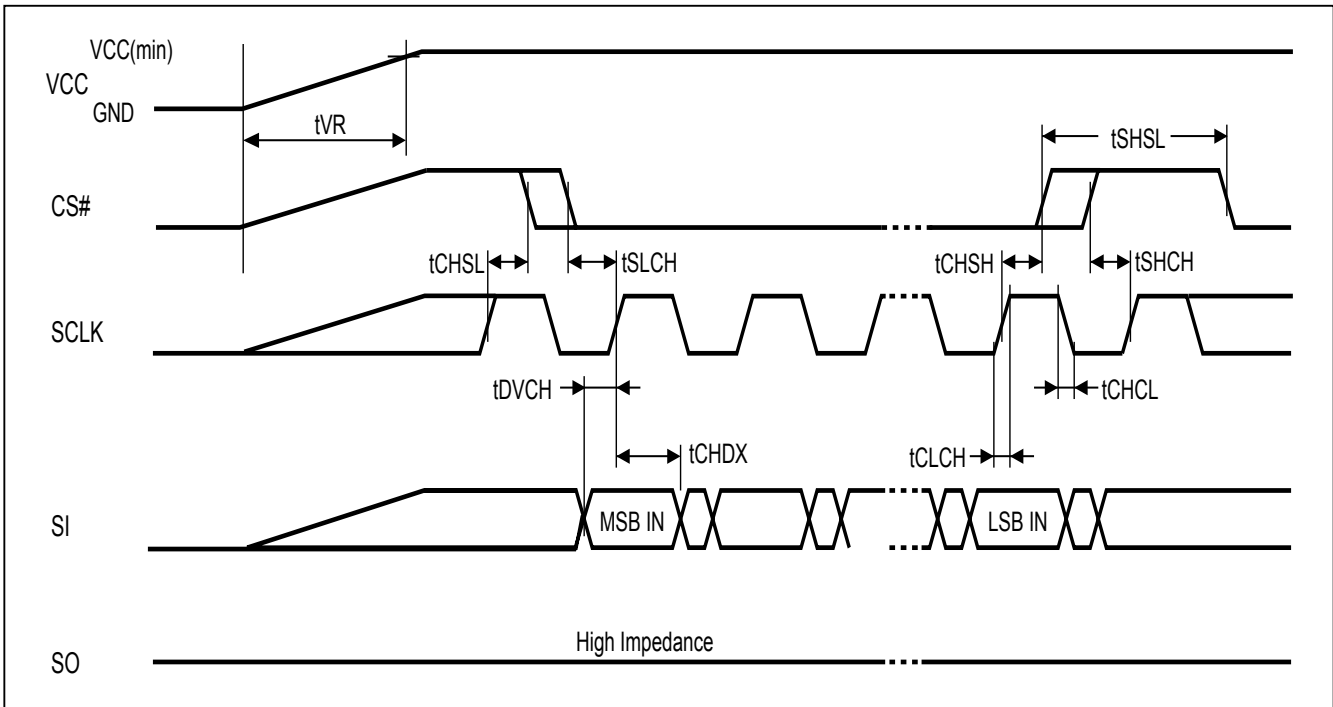 VCC(min)
VCC
GND
tVR
tSHSL
CS#
tCHSL
tSLCH
tCHSH
tSHCH
SCLK
tDVCH
tCHCL
tCHDX
tCLCH
SI
MSB IN
LSB IN
High Impedance
SO